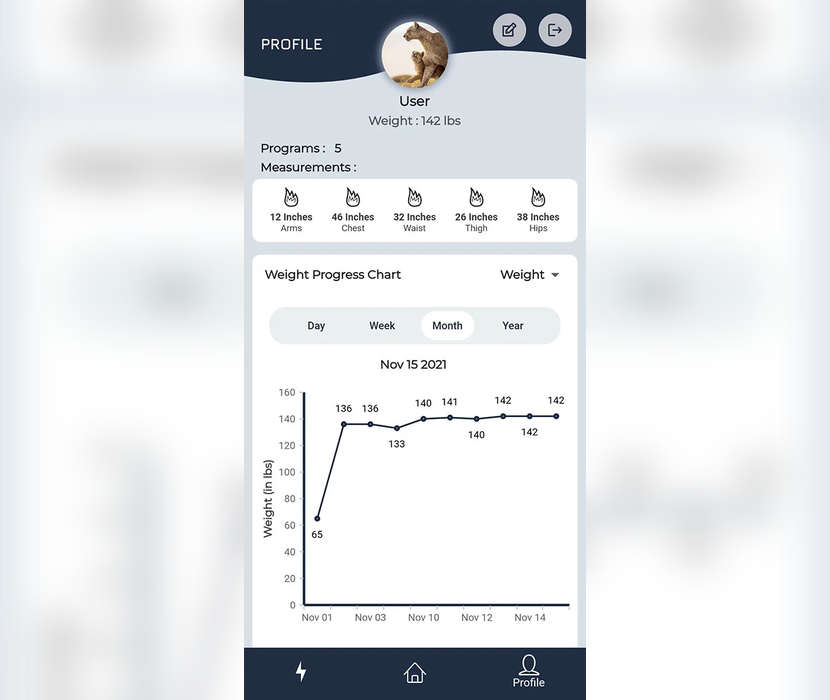 PROFILE
User
Weight : 142 lbs
Programs : 5
Measurements :
12 Inches 46 Inches 32 Inches 26 Inches 38 Inches
Arms Chest Waist Thigh Hips
Weight Progress Chart Weight
Day Week Month Year
Nov 15 2021
160
140
120
100
80
60
40
20
0
Weight (in lbs)
65
136
136
133
140
141
140
142
142
142
Nov 01 Nov 03 Nov 10 Nov 12 Nov 14
Profile